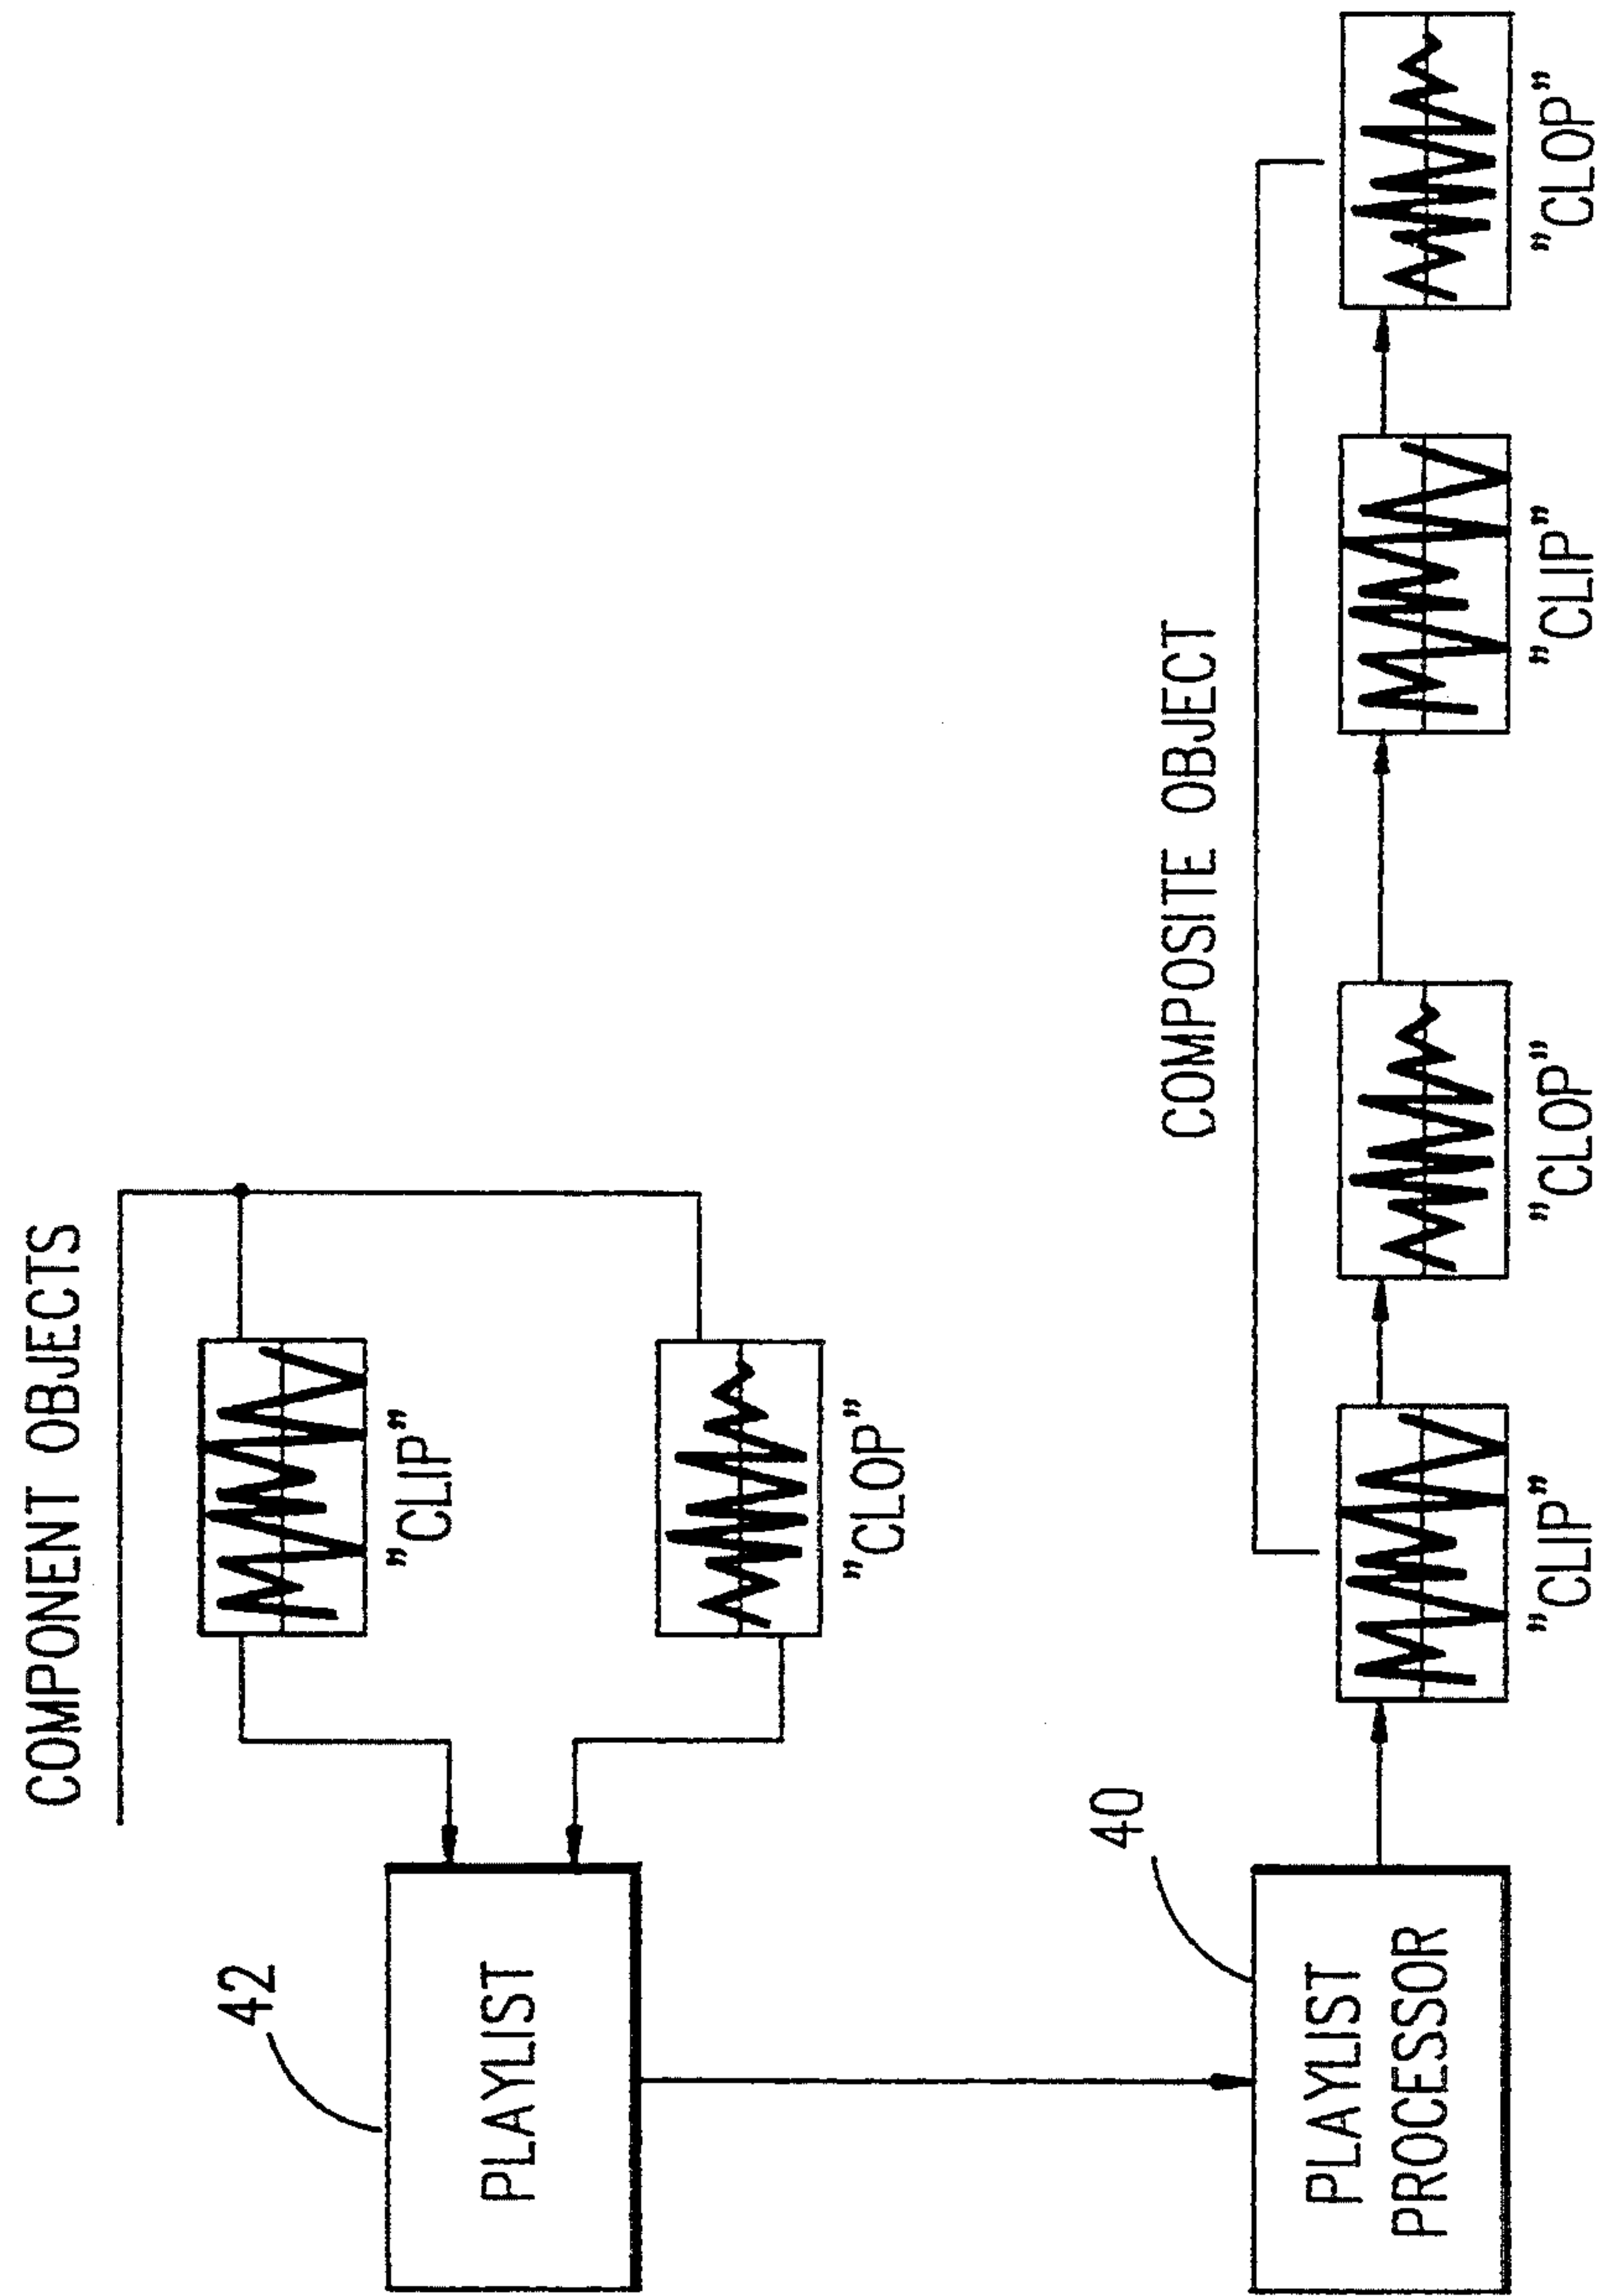 COMPONENT OBJECTS
"CLIP"
"CLOP"
42
PLAYLIST
COMPOSITE OBJECT
40
PLAYLIST
PROCESSOR
"CLIP"
"CLOP"
"CLIP"
"CLOP"